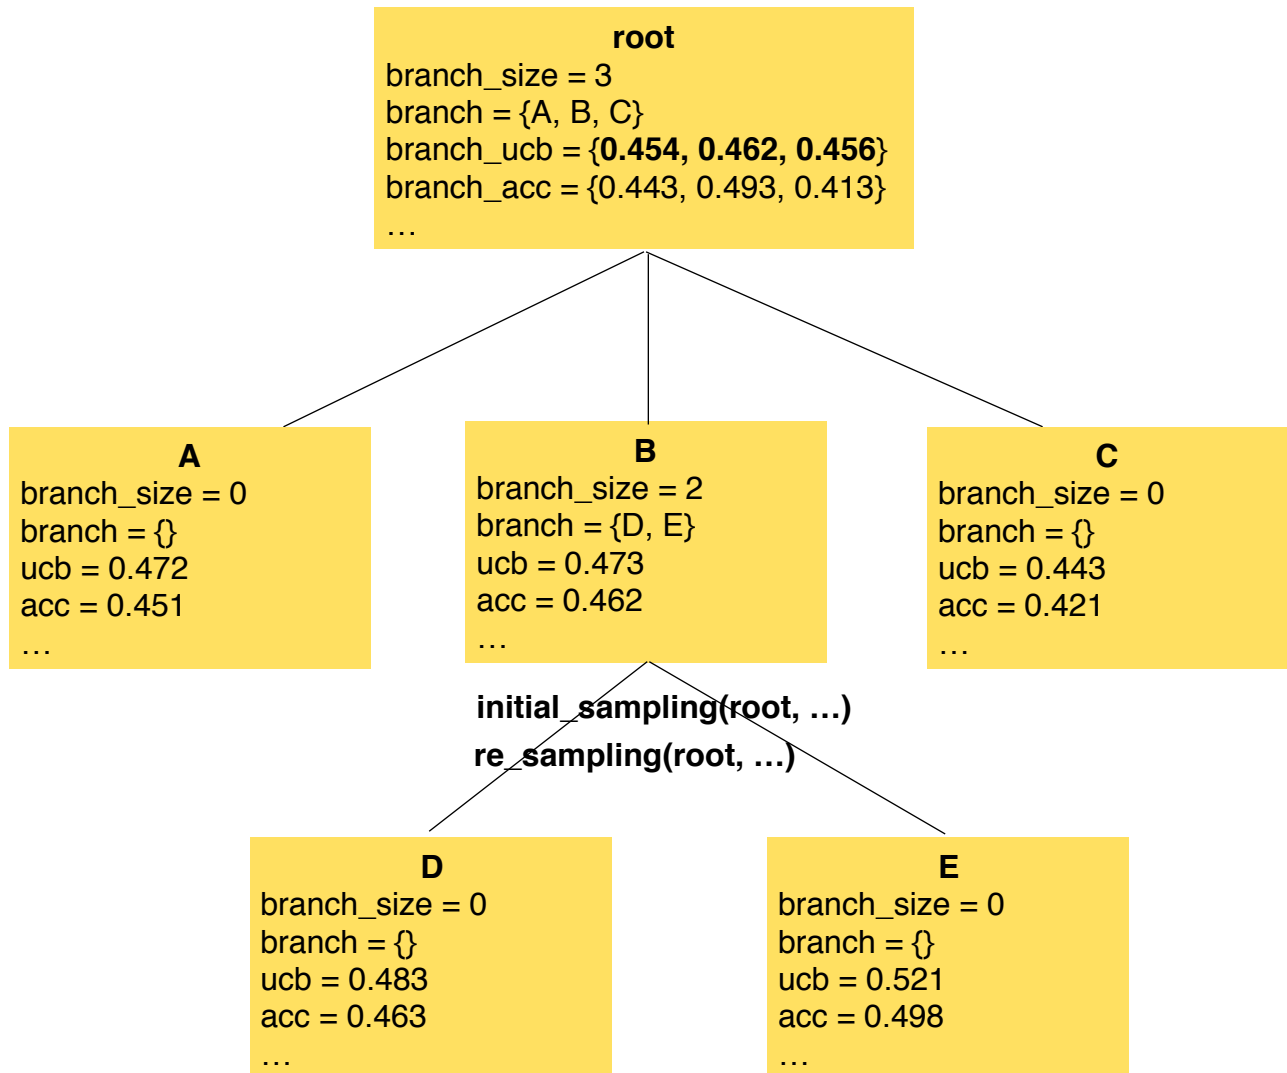 root
branch_size = 3
branch = {A, B, C}
branch_ucb = {0.454, 0.462, 0.456}
branch_acc = {0.443, 0.493, 0.413}
…
A
branch_size = 0
branch = {}
ucb = 0.472
acc = 0.451
…
B
branch_size = 2
branch = {D, E}
ucb = 0.473
acc = 0.462
…
C
branch_size = 0
branch = {}
ucb = 0.443
acc = 0.421
…
initial_sampling(root, …)
re_sampling(root, …)
D
branch_size = 0
branch = {}
ucb = 0.483
acc = 0.463
…
E
branch_size = 0
branch = {}
ucb = 0.521
acc = 0.498
…